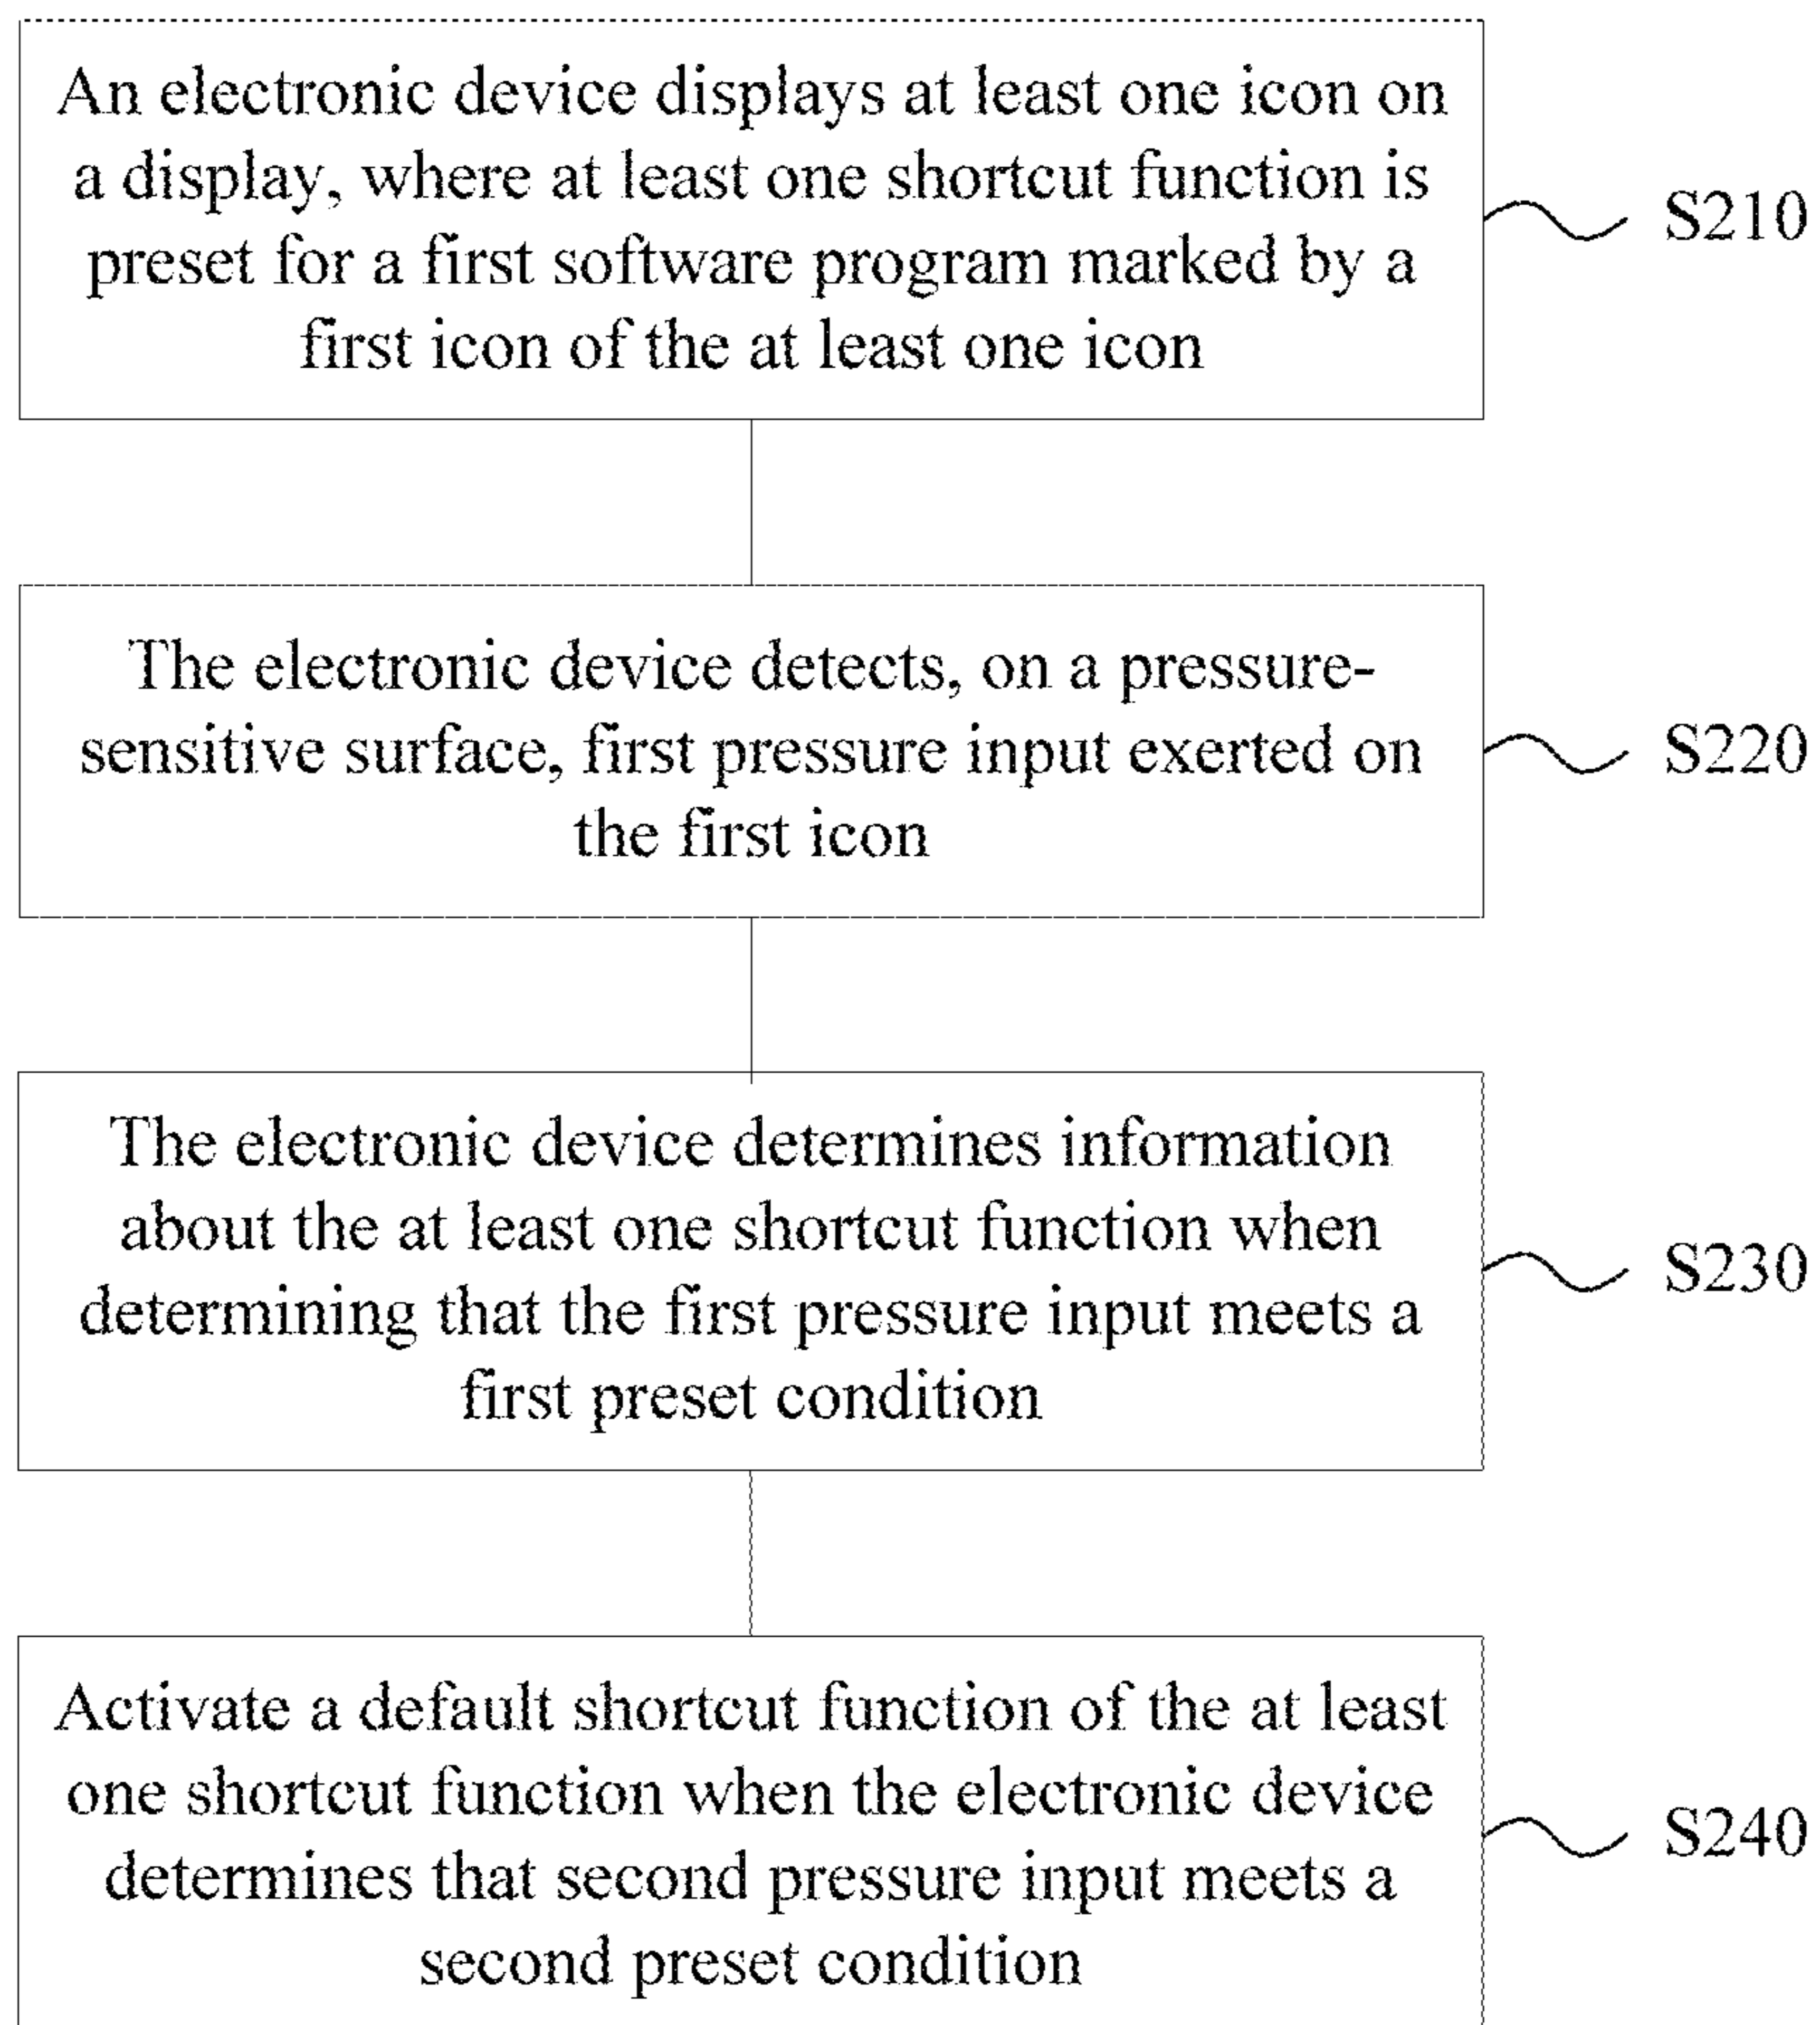 An electronic device displays at least one icon on
a display, where at least one shortcut function is
preset for a first software program marked by a
first icon of the at least one icon
S210
The electronic device detects, on a pressure-
sensitive surface, first pressure input exerted on
the first icon
S220
The electronic device determines information
about the at least one shortcut function when
determining that the first pressure input meets a
first preset condition
S230
Activate a default shortcut function of the at least
one shortcut function when the electronic device
determines that second pressure input meets a
second preset condition
S240